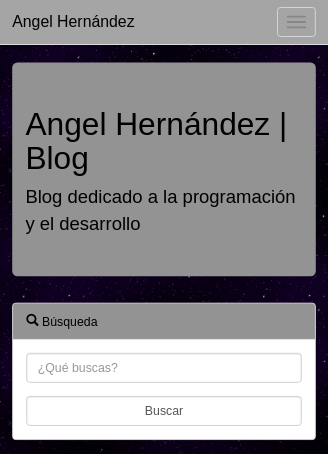 Angel Hernández
Angel Hernández |
Blog
Blog dedicado a la programación
y el desarrollo
Búsqueda
¿Qué buscas?
Buscar